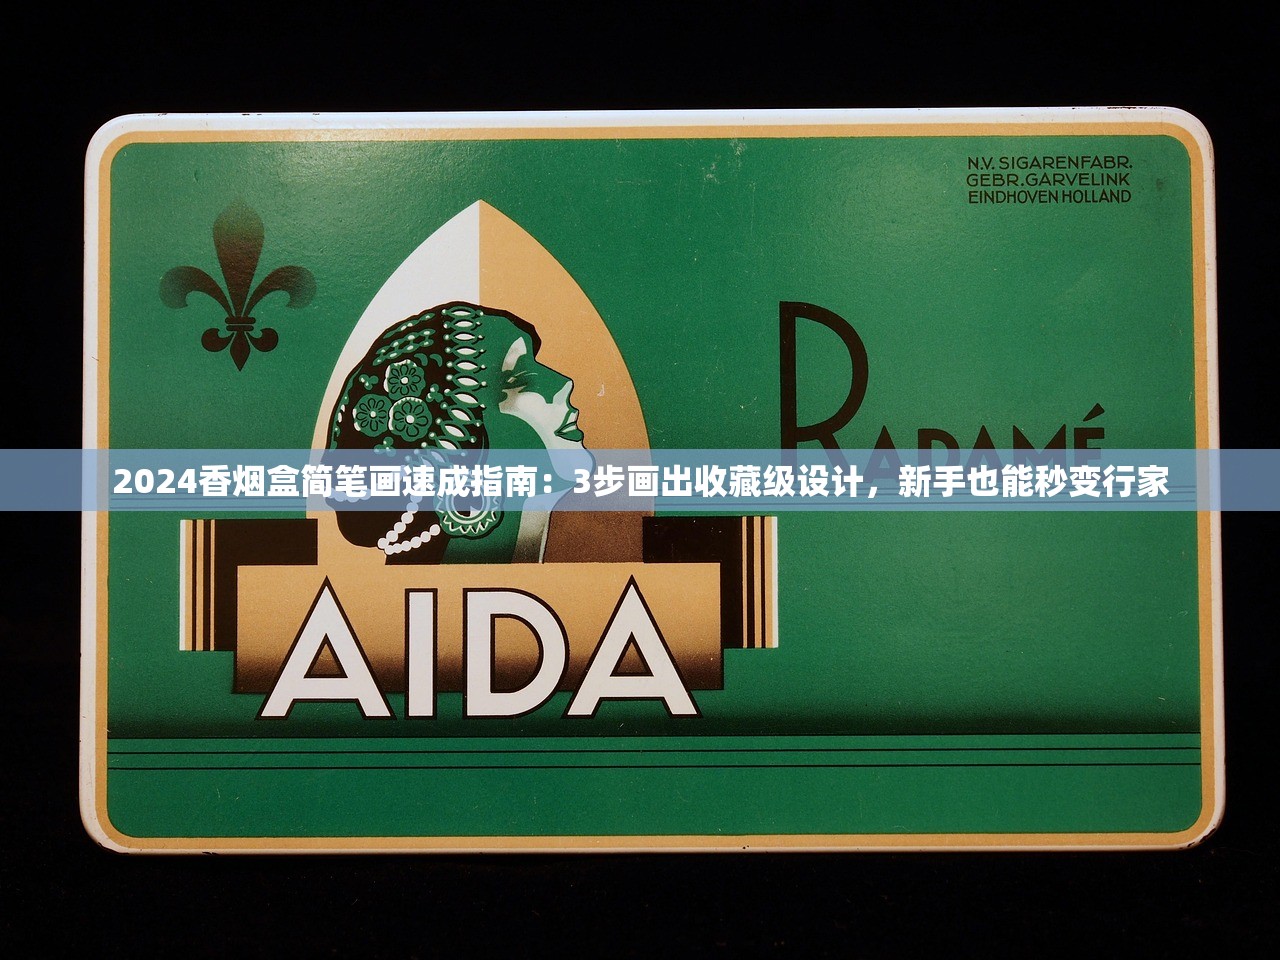 N.V. SIGARENFABR.
GEBR. GARVELINK
EINDHOVEN HOLLAND
RADAMÉ
2024香烟盒简笔画速成指南：3步画出收藏级设计，新手也能秒变行家
AIDA